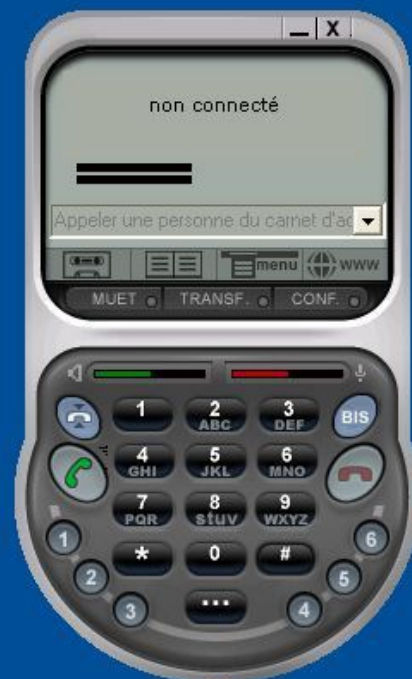 X
non connecté
Appeler une personne du carnet d'ac
menu www
MUET TRANSF. CONF.
1 2 3 BIS
ABC DEF
4 5 6
GHI JKL MNO
7 8 9
PQR stuv WXYZ
1 * 0 # 6
2 5
3 ... 4